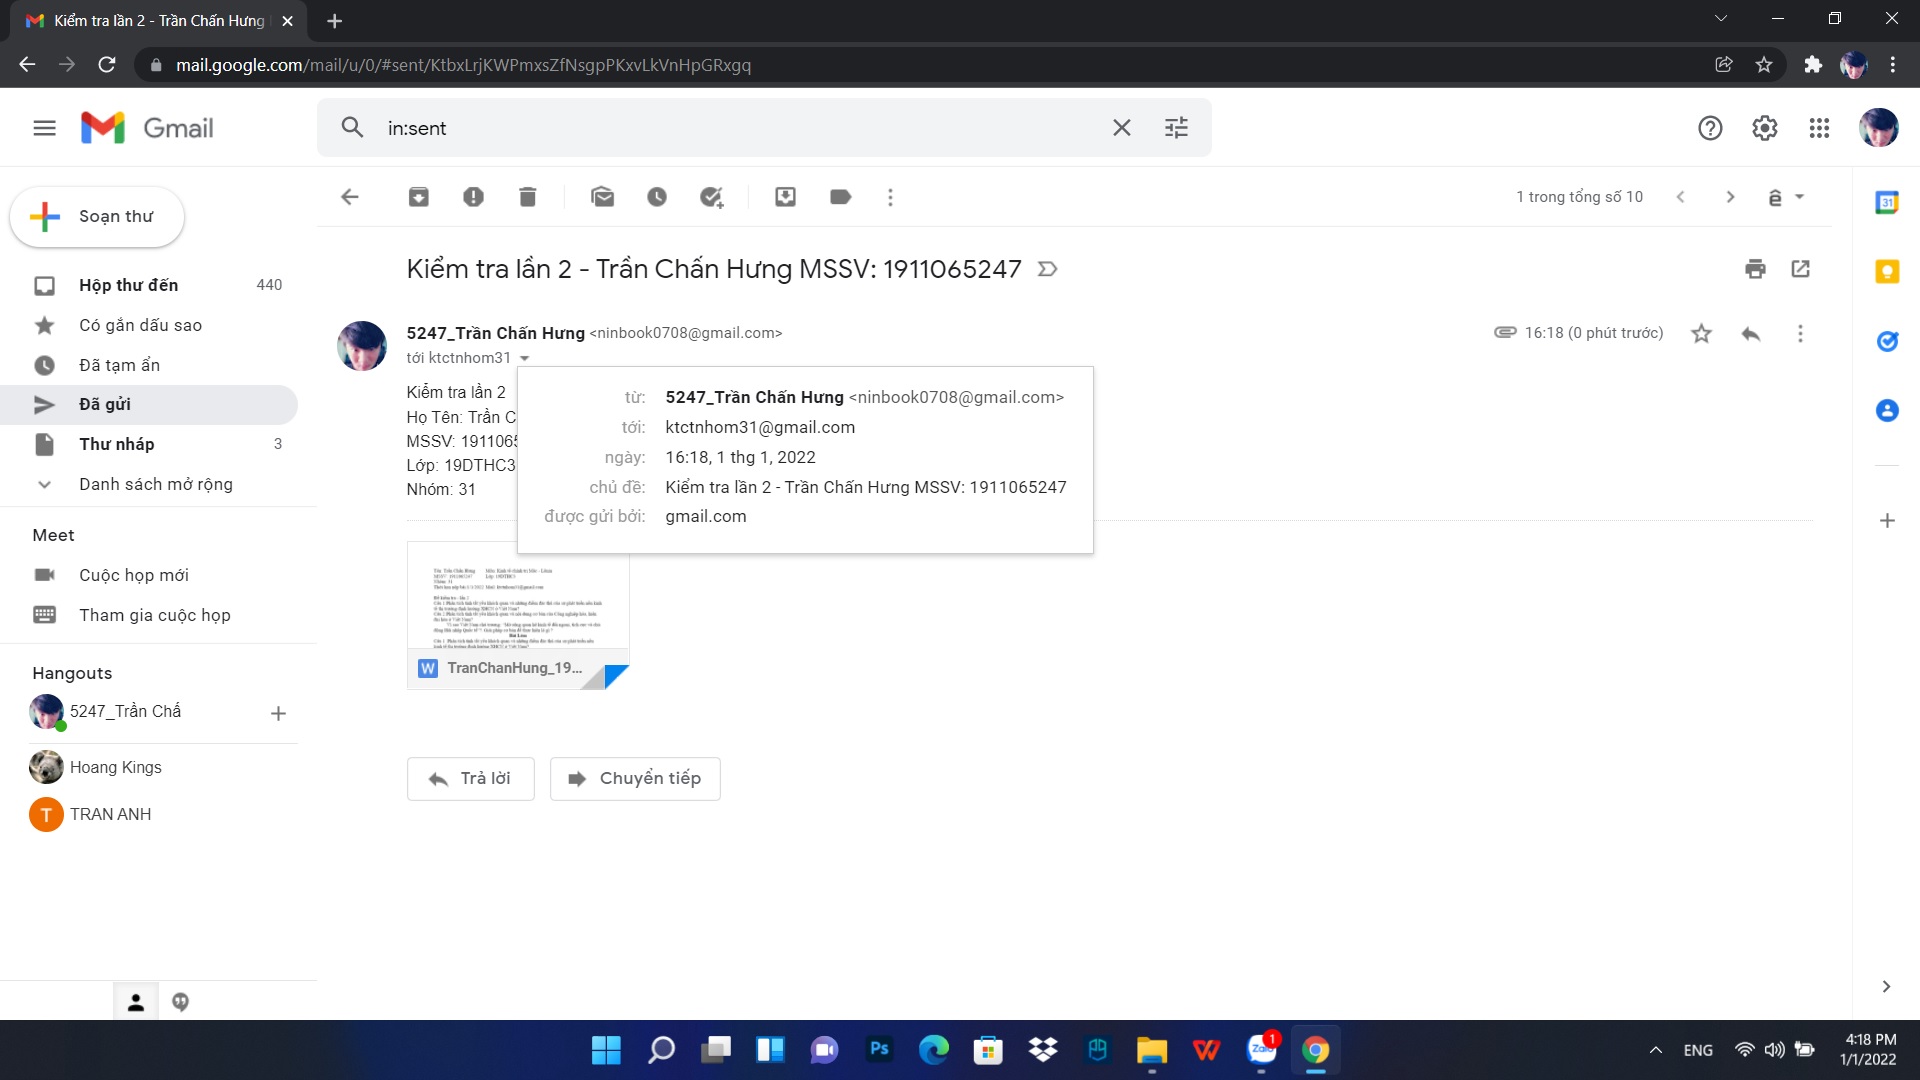 Kiểm tra lần 2 - Trần Chấn Hưng
mail.google.com/mail/u/0/#sent/KtbxLrjKWPmxsZfNsgpPKxvLkVnHpGRxgq
Gmail
in:sent
Soạn thư
1 trong tổng số 10
ê
31
Hộp thư đến 440
Có gắn dấu sao
Đã tạm ẩn
Đã gửi
Thư nháp 3
Danh sách mở rộng
Meet
Cuộc họp mới
Tham gia cuộc họp
Hangouts
5247_Trần Chấ
Hoang Kings
T TRAN ANH
Kiểm tra lần 2 - Trần Chấn Hưng MSSV: 1911065247
5247_Trần Chấn Hưng <ninbook0708@gmail.com>
16:18 (0 phút trước)
tới ktctnhom31
Kiểm tra lần 2
Họ Tên: Trần C
MSSV: 191106
Lớp: 19DTHC3
Nhóm: 31
từ: 5247_Trần Chấn Hưng <ninbook0708@gmail.com>
tới: ktctnhom31@gmail.com
ngày: 16:18, 1 thg 1, 2022
chủ đề: Kiểm tra lần 2 - Trần Chấn Hưng MSSV: 1911065247
được gửi bởi: gmail.com
W TranChanHung_19...
Trả lời
Chuyển tiếp
Ps
Zalo
1
ENG
4:18 PM
1/1/2022